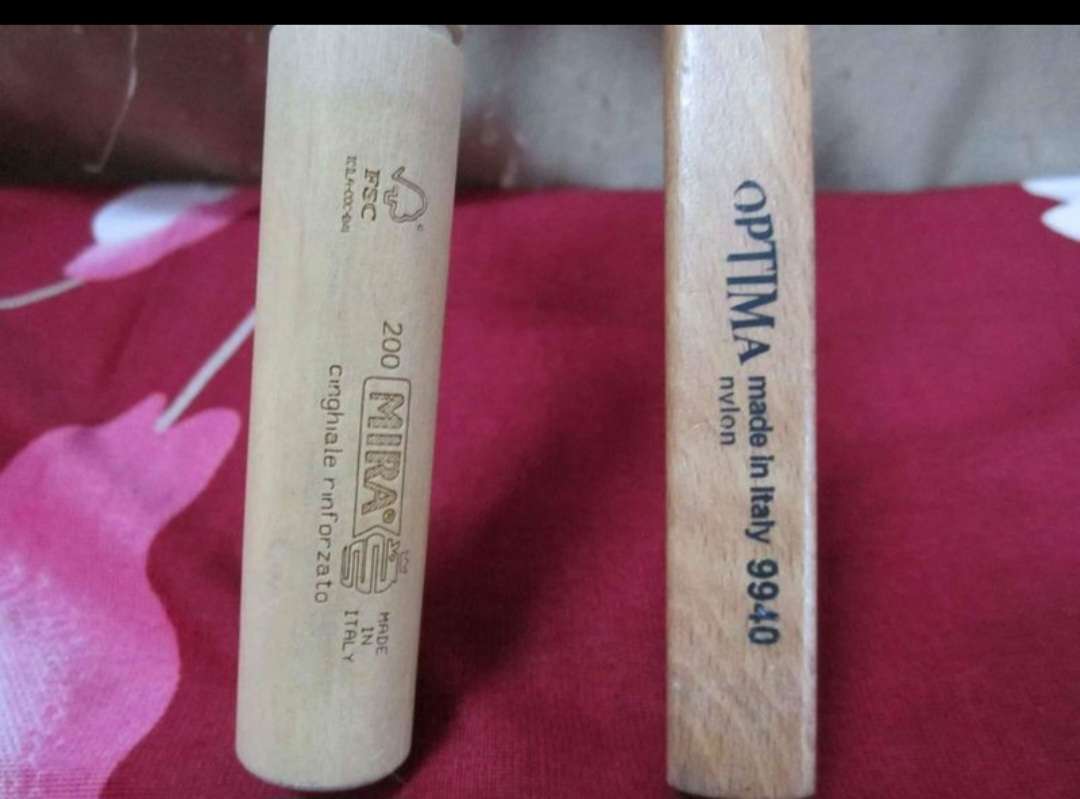 FSC
200 MIRA
MADE
IN
ITALY
cinghiale rinforzato
OPTIMA made in Italy 9940
nylon